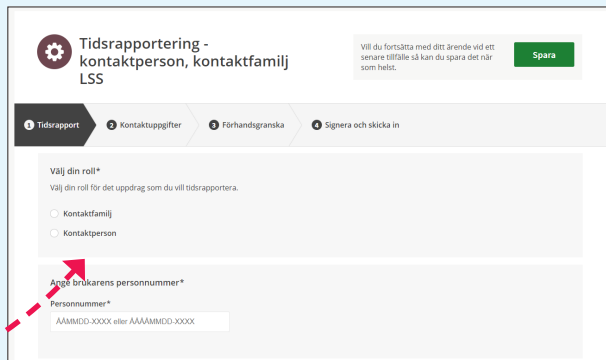 Tidsrapportering -
kontaktperson, kontaktfamilj
LSS
Vill du fortsätta med ditt ärende vid ett
senare tillfälle så kan du spara det när
som helst.
Spara
1 Tidsrapport
2 Kontaktuppgifter
3 Förhandsgranska
4 Signera och skicka in
Välj din roll*
Välj din roll för det uppdrag som du vill tidsrapportera.
Kontaktfamilj
Kontaktperson
Ange brukarens personnummer*
Personnummer*
ÅÅMMDD-XXXX eller ÅÅÅÅMMDD-XXXX